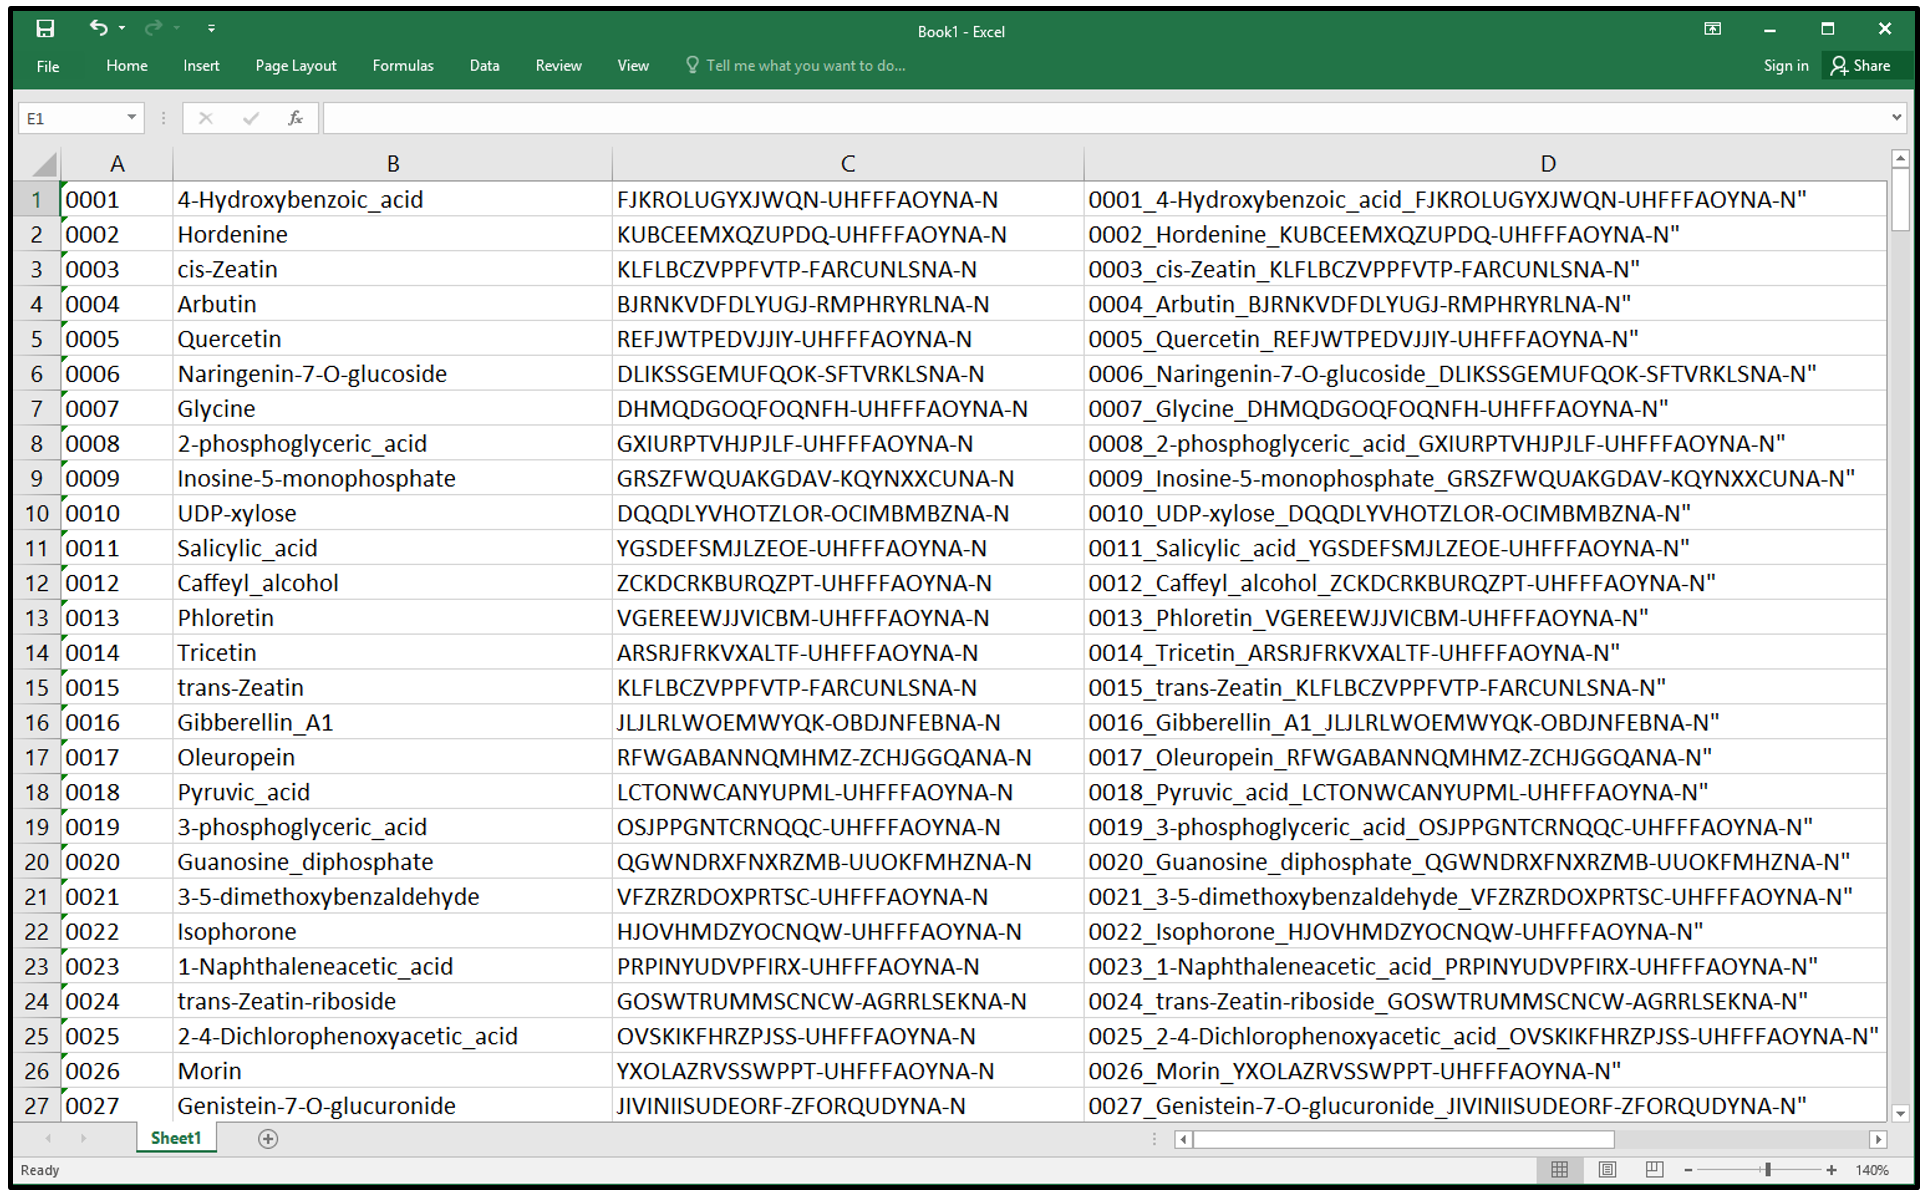 Book1 - Excel
File Home Insert Page Layout Formulas Data Review View Tell me what you want to do... Sign in Share
E1 fx
A B C D
1 0001 4-Hydroxybenzoic_acid FJKROLUGYXJWQN-UHFFFAOYNA-N 0001_4-Hydroxybenzoic_acid_FJKROLUGYXJWQN-UHFFFAOYNA-N"
2 0002 Hordenine KUBCEEMXQZUPDQ-UHFFFAOYNA-N 0002_Hordenine_KUBCEEMXQZUPDQ-UHFFFAOYNA-N"
3 0003 cis-Zeatin KLFLBCZVPPFVTP-FARCUNLSNA-N 0003_cis-Zeatin_KLFLBCZVPPFVTP-FARCUNLSNA-N"
4 0004 Arbutin BJRNKVDFDLYUGJ-RMPHRYRLNA-N 0004_Arbutin_BJRNKVDFDLYUGJ-RMPHRYRLNA-N"
5 0005 Quercetin REFJWTPEDVJJIY-UHFFFAOYNA-N 0005_Quercetin_REFJWTPEDVJJIY-UHFFFAOYNA-N"
6 0006 Naringenin-7-O-glucoside DLIKSSGEMUFQOK-SFTVRKLSNA-N 0006_Naringenin-7-O-glucoside_DLIKSSGEMUFQOK-SFTVRKLSNA-N"
7 0007 Glycine DHMQDGOQFOQNFH-UHFFFAOYNA-N 0007_Glycine_DHMQDGOQFOQNFH-UHFFFAOYNA-N"
8 0008 2-phosphoglyceric_acid GXIURPTVHJPJLF-UHFFFAOYNA-N 0008_2-phosphoglyceric_acid_GXIURPTVHJPJLF-UHFFFAOYNA-N"
9 0009 Inosine-5-monophosphate GRSZFWQUAKGDAV-KQYNXXCUNA-N 0009_Inosine-5-monophosphate_GRSZFWQUAKGDAV-KQYNXXCUNA-N"
10 0010 UDP-xylose DQQDLYVHOTZLOR-OCIMBMBZNA-N 0010_UDP-xylose_DQQDLYVHOTZLOR-OCIMBMBZNA-N"
11 0011 Salicylic_acid YGSDEFSMJLZEOE-UHFFFAOYNA-N 0011_Salicylic_acid_YGSDEFSMJLZEOE-UHFFFAOYNA-N"
12 0012 Caffeyl_alcohol ZCKDCRKBURQZPT-UHFFFAOYNA-N 0012_Caffeyl_alcohol_ZCKDCRKBURQZPT-UHFFFAOYNA-N"
13 0013 Phloretin VGEREEWJJVICBM-UHFFFAOYNA-N 0013_Phloretin_VGEREEWJJVICBM-UHFFFAOYNA-N"
14 0014 Tricetin ARSRJFRKVXALTF-UHFFFAOYNA-N 0014_Tricetin_ARSRJFRKVXALTF-UHFFFAOYNA-N"
15 0015 trans-Zeatin KLFLBCZVPPFVTP-FARCUNLSNA-N 0015_trans-Zeatin_KLFLBCZVPPFVTP-FARCUNLSNA-N"
16 0016 Gibberellin_A1 JLJLRLWOEMWYQK-OBDJNFEBNA-N 0016_Gibberellin_A1_JLJLRLWOEMWYQK-OBDJNFEBNA-N"
17 0017 Oleuropein RFWGABANNQMHMZ-ZCHJGGQANA-N 0017_Oleuropein_RFWGABANNQMHMZ-ZCHJGGQANA-N"
18 0018 Pyruvic_acid LCTONWCANYUPML-UHFFFAOYNA-N 0018_Pyruvic_acid_LCTONWCANYUPML-UHFFFAOYNA-N"
19 0019 3-phosphoglyceric_acid OSJPPGNTCRNQQC-UHFFFAOYNA-N 0019_3-phosphoglyceric_acid_OSJPPGNTCRNQQC-UHFFFAOYNA-N"
20 0020 Guanosine_diphosphate QGWNDRXFNXRZMB-UUOKFMHZNA-N 0020_Guanosine_diphosphate_QGWNDRXFNXRZMB-UUOKFMHZNA-N"
21 0021 3-5-dimethoxybenzaldehyde VFZRZRDOXPRTSC-UHFFFAOYNA-N 0021_3-5-dimethoxybenzaldehyde_VFZRZRDOXPRTSC-UHFFFAOYNA-N"
22 0022 Isophorone HJOVHMDZYOCNQW-UHFFFAOYNA-N 0022_Isophorone_HJOVHMDZYOCNQW-UHFFFAOYNA-N"
23 0023 1-Naphthaleneacetic_acid PRPINYUDVPFIRX-UHFFFAOYNA-N 0023_1-Naphthaleneacetic_acid_PRPINYUDVPFIRX-UHFFFAOYNA-N"
24 0024 trans-Zeatin-riboside GOSWTRUMMSCNCW-AGRRLSEKNA-N 0024_trans-Zeatin-riboside_GOSWTRUMMSCNCW-AGRRLSEKNA-N"
25 0025 2-4-Dichlorophenoxyacetic_acid OVSKIKFHRZPJSS-UHFFFAOYNA-N 0025_2-4-Dichlorophenoxyacetic_acid_OVSKIKFHRZPJSS-UHFFFAOYNA-N"
26 0026 Morin YXOLAZRVSSWPPT-UHFFFAOYNA-N 0026_Morin_YXOLAZRVSSWPPT-UHFFFAOYNA-N"
27 0027 Genistein-7-O-glucuronide JIVINIISUDEORF-ZFORQUDYNA-N 0027_Genistein-7-O-glucuronide_JIVINIISUDEORF-ZFORQUDYNA-N"
Sheet1
Ready 140%